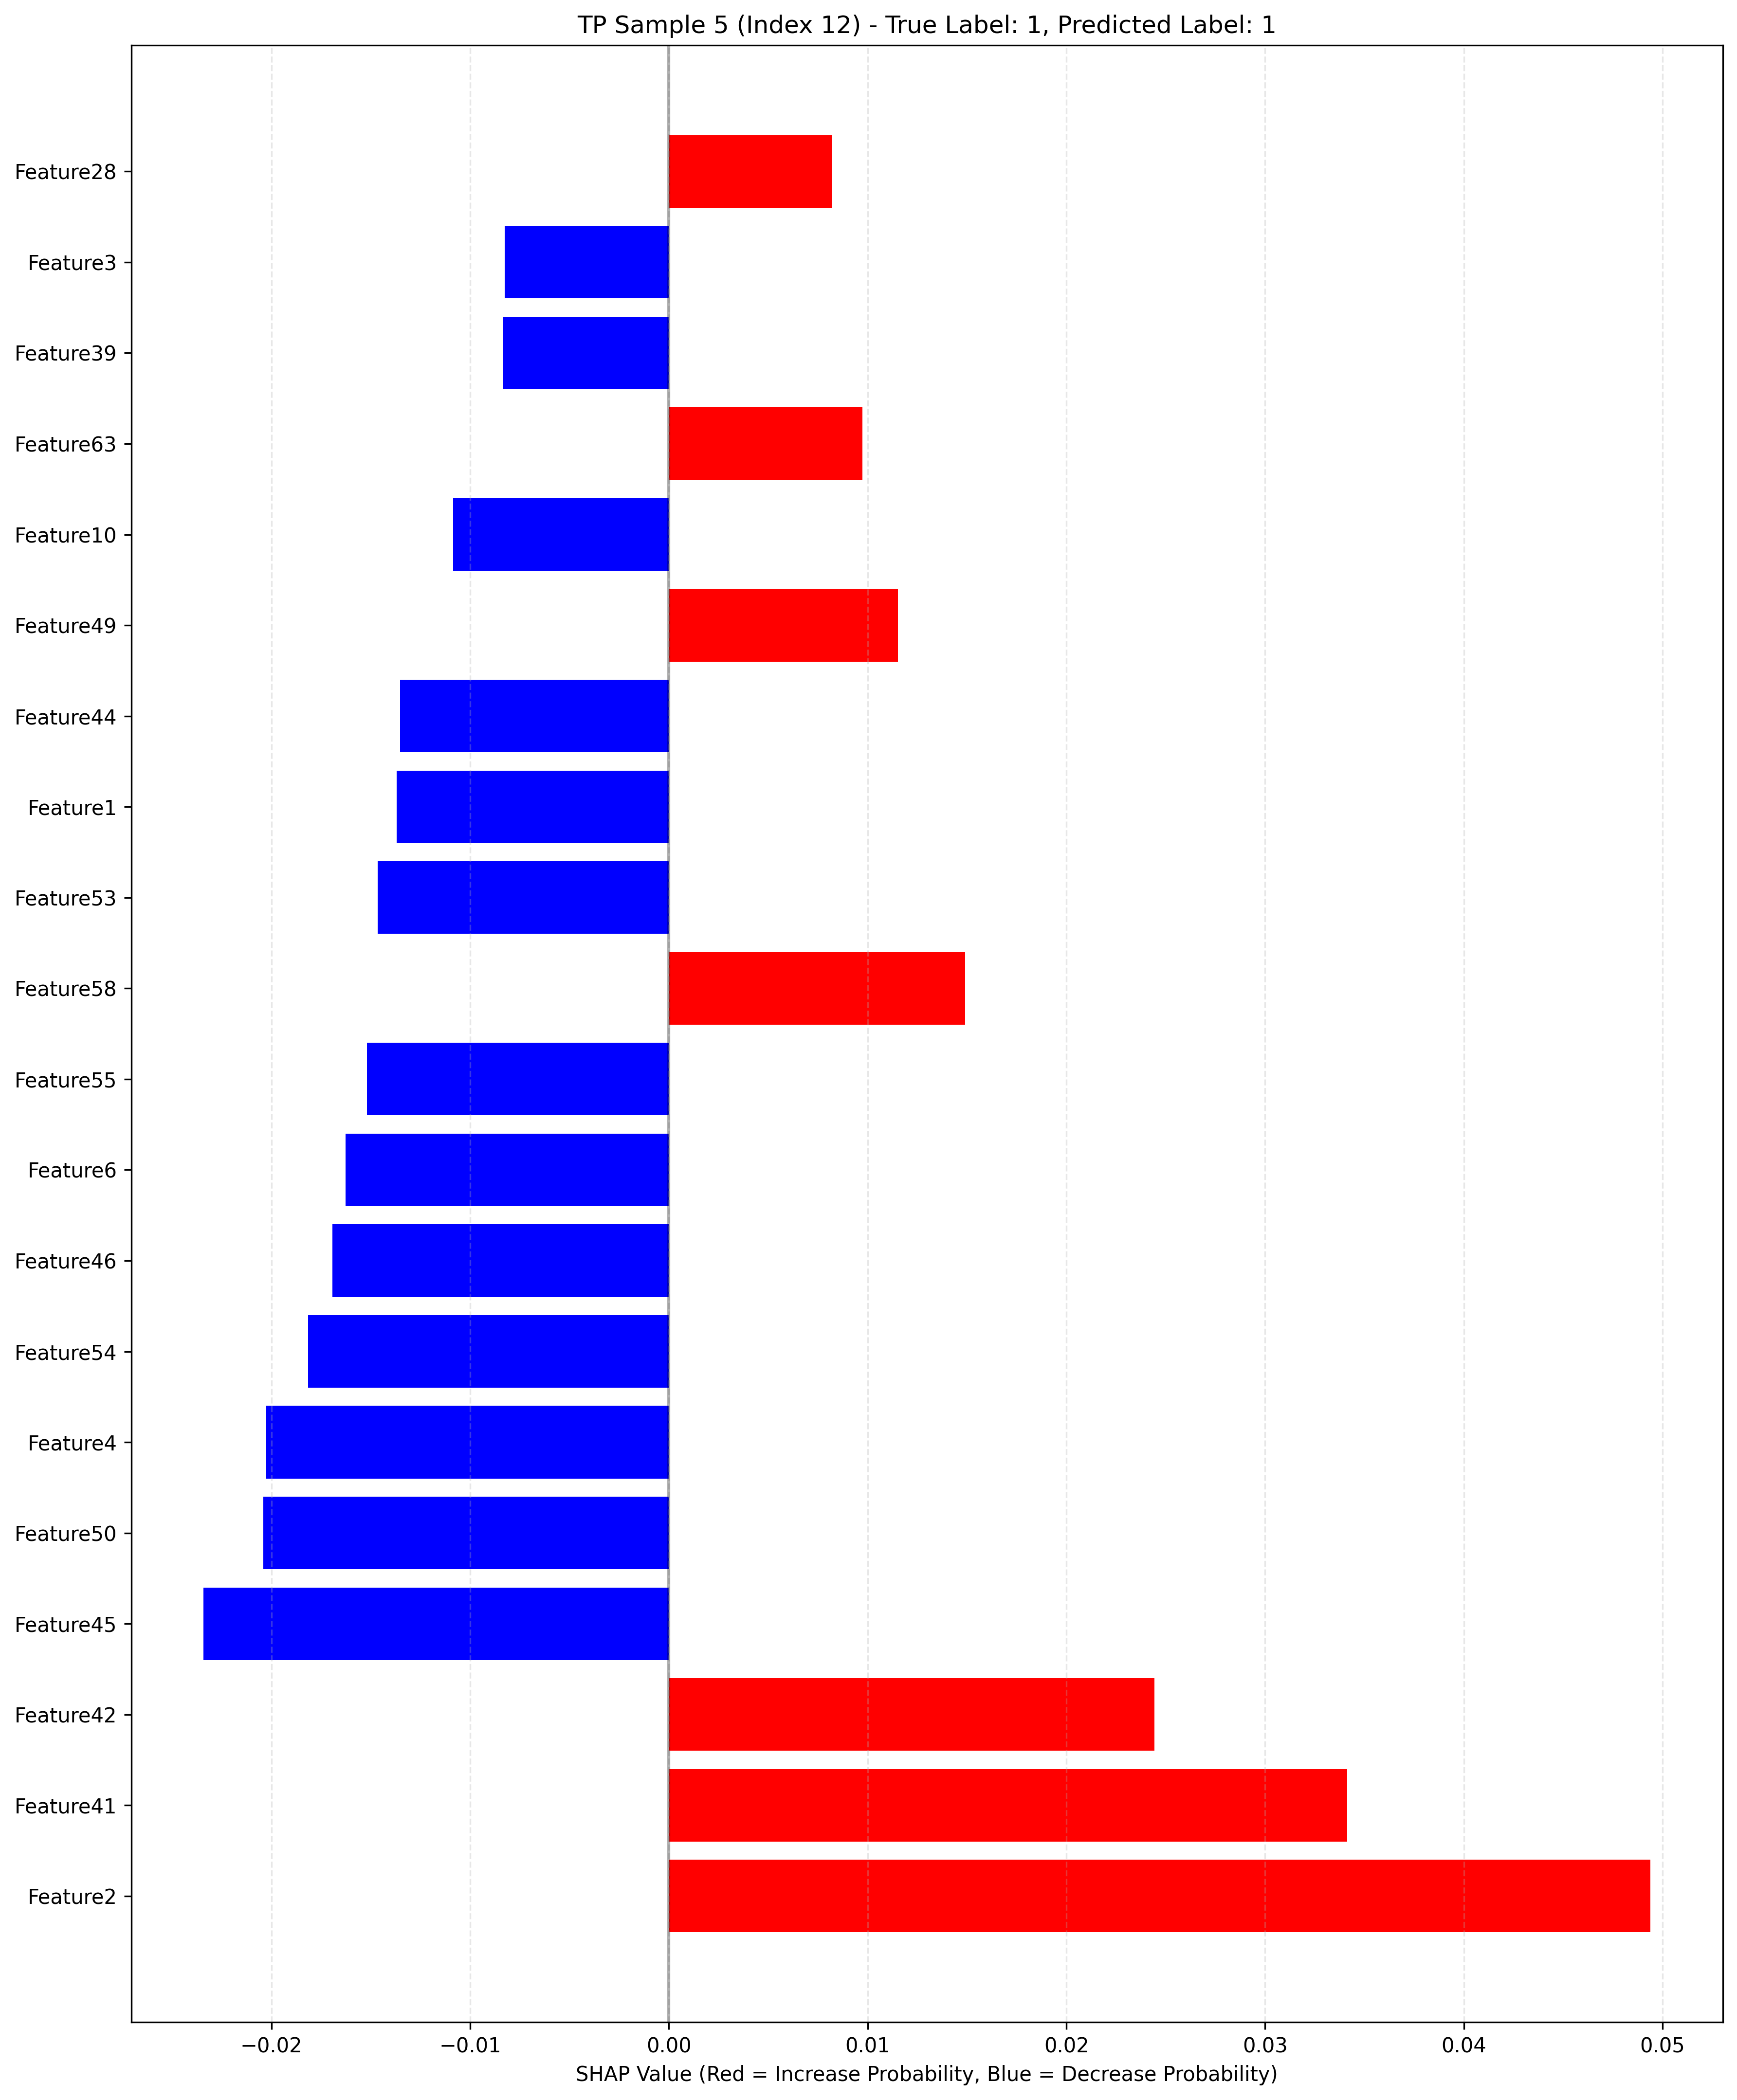 TP Sample 5 (Index 12) - True Label: 1, Predicted Label: 1
Feature28
Feature3
Feature39
Feature63
Feature10
Feature49
Feature44
Feature1
Feature53
Feature58
Feature55
Feature6
Feature46
Feature54
Feature4
Feature50
Feature45
Feature42
Feature41
Feature2
−0.02 −0.01 0.00 0.01 0.02 0.03 0.04 0.05
SHAP Value (Red = Increase Probability, Blue = Decrease Probability)